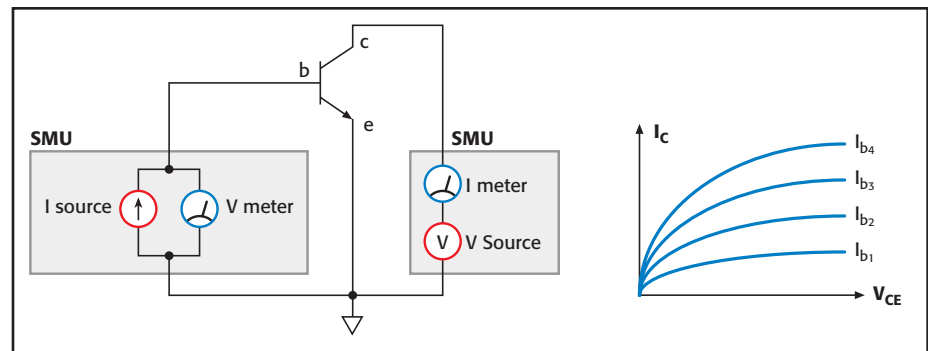 c
b
e
SMU
I source
V meter
SMU
I meter
V
V Source
I_C
I_b4
I_b3
I_b2
I_b1
V_CE